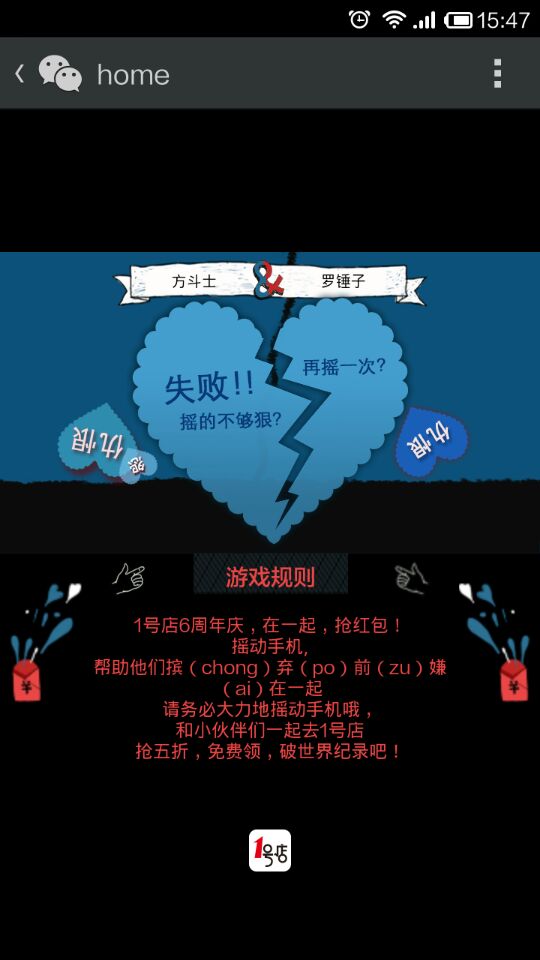 15:47
home
方斗士 & 罗锤子
失败!!
摇的不够狠?
再摇一次?
仇恨
怨
仇恨
游戏规则
1号店6周年庆，在一起，抢红包！
摇动手机,
帮助他们摈（chong）弃（po）前（zu）嫌
（ai）在一起
请务必大力地摇动手机哦，
和小伙伴们一起去1号店
抢五折，免费领，破世界纪录吧！
¥
¥
1号店